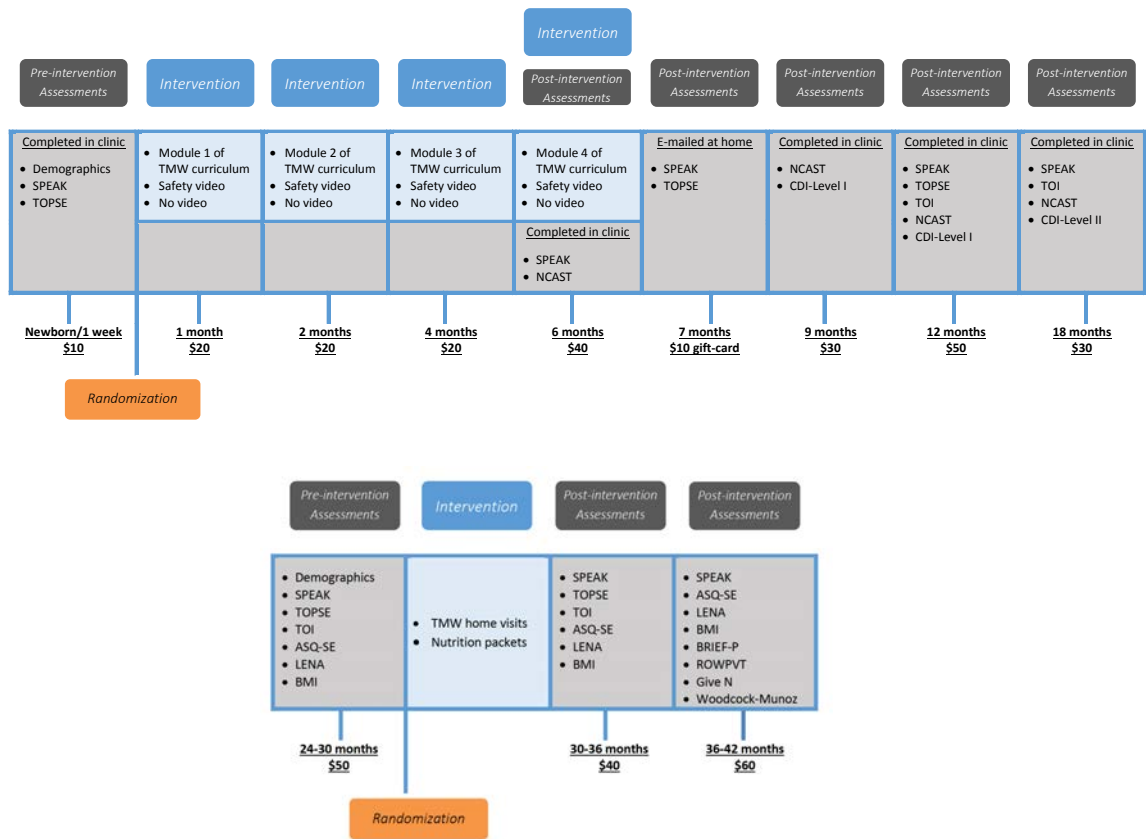 Intervention
Pre-intervention
Assessments
Intervention
Intervention
Intervention
Post-intervention
Assessments
Post-intervention
Assessments
Post-intervention
Assessments
Post-intervention
Assessments
Post-intervention
Assessments
Completed in clinic
• Demographics
• SPEAK
• TOPSE
• Module 1 of
TMW curriculum
• Safety video
• No video
• Module 2 of
TMW curriculum
• Safety video
• No video
• Module 3 of
TMW curriculum
• Safety video
• No video
• Module 4 of
TMW curriculum
• Safety video
• No video
Completed in clinic
• SPEAK
• NCAST
E-mailed at home
• SPEAK
• TOPSE
Completed in clinic
• NCAST
• CDI-Level I
Completed in clinic
• SPEAK
• TOPSE
• TOI
• NCAST
• CDI-Level I
Completed in clinic
• SPEAK
• TOI
• NCAST
• CDI-Level II
Newborn/1 week
$10
1 month
$20
2 months
$20
4 months
$20
6 months
$40
7 months
$10 gift-card
9 months
$30
12 months
$50
18 months
$30
Randomization
Pre-intervention
Assessments
Intervention
Post-intervention
Assessments
Post-intervention
Assessments
• Demographics
• SPEAK
• TOPSE
• TOI
• ASQ-SE
• LENA
• BMI
• TMW home visits
• Nutrition packets
• SPEAK
• TOPSE
• TOI
• ASQ-SE
• LENA
• BMI
• SPEAK
• ASQ-SE
• LENA
• BMI
• BRIEF-P
• ROWPVT
• Give N
• Woodcock-Munoz
24-30 months
$50
30-36 months
$40
36-42 months
$60
Randomization